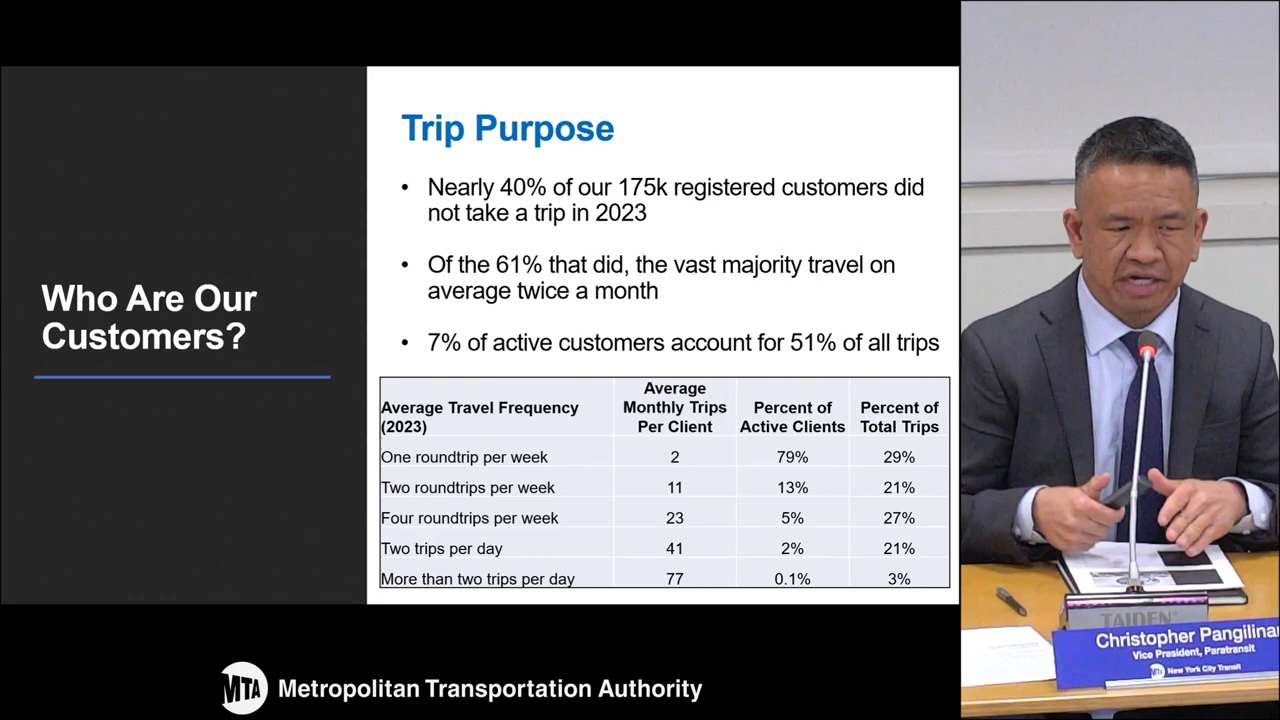 Who Are Our
Customers?
Trip Purpose
• Nearly 40% of our 175k registered customers did
not take a trip in 2023
• Of the 61% that did, the vast majority travel on
average twice a month
• 7% of active customers account for 51% of all trips
Average Travel Frequency (2023) Average Monthly Trips Per Client Percent of Active Clients Percent of Total Trips
One roundtrip per week 2 79% 29%
Two roundtrips per week 11 13% 21%
Four roundtrips per week 23 5% 27%
Two trips per day 41 2% 21%
More than two trips per day 77 0.1% 3%
MTA Metropolitan Transportation Authority
TAIDEN
Christopher Pangilinan
Vice President, Paratransit
MTA New York City Transit